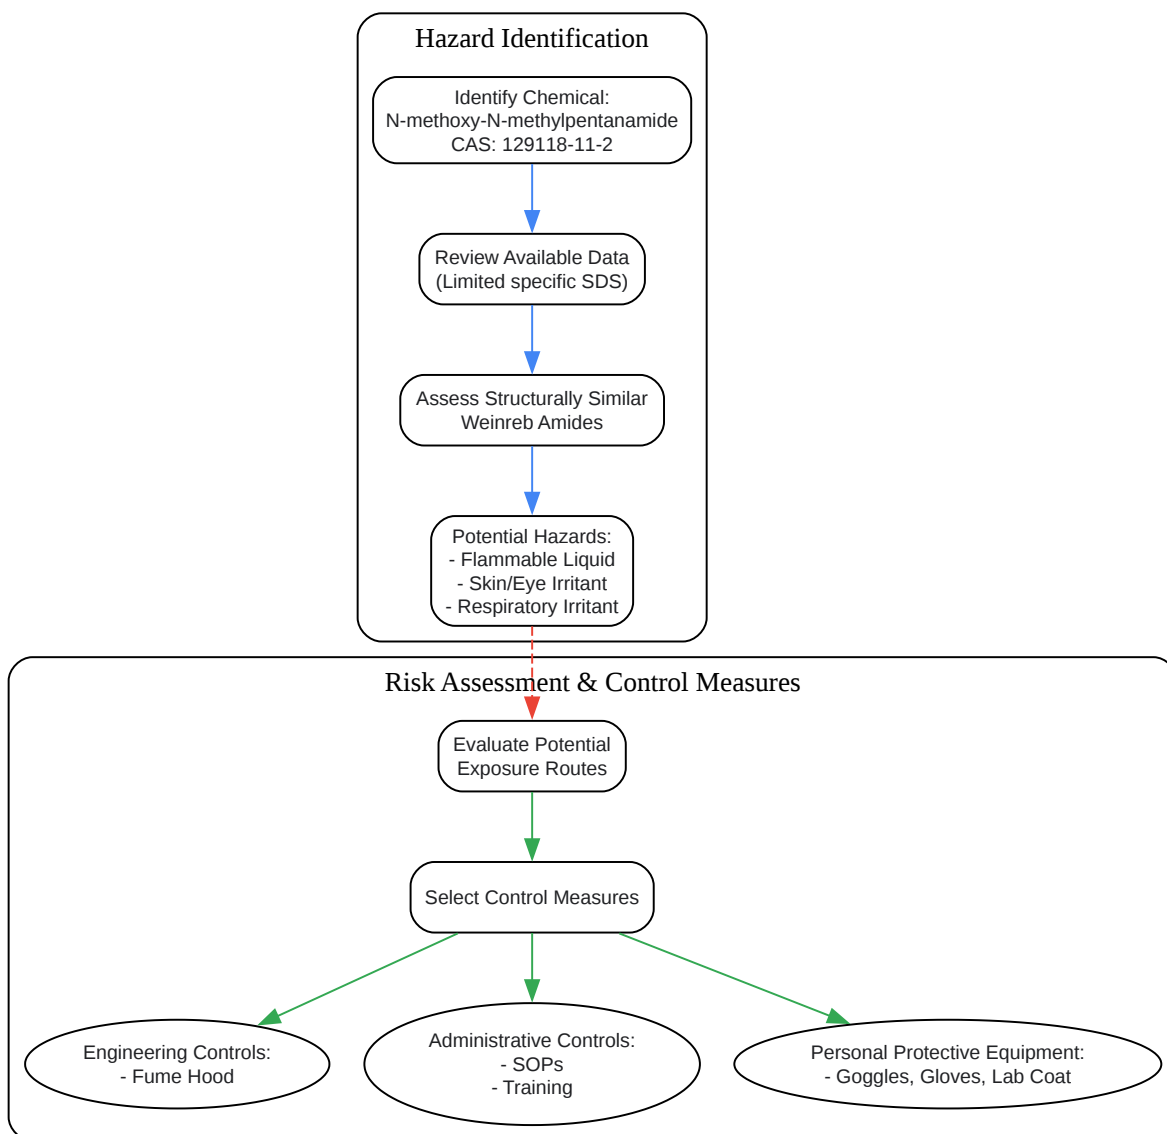 Hazard Identification
Identify Chemical:
N-methoxy-N-methylpentanamide
CAS: 129118-11-2
Review Available Data
(Limited specific SDS)
Assess Structurally Similar
Weinreb Amides
Potential Hazards:
- Flammable Liquid
- Skin/Eye Irritant
- Respiratory Irritant
Risk Assessment & Control Measures
Evaluate Potential
Exposure Routes
Select Control Measures
Engineering Controls:
- Fume Hood
Administrative Controls:
- SOPs
- Training
Personal Protective Equipment:
- Goggles, Gloves, Lab Coat